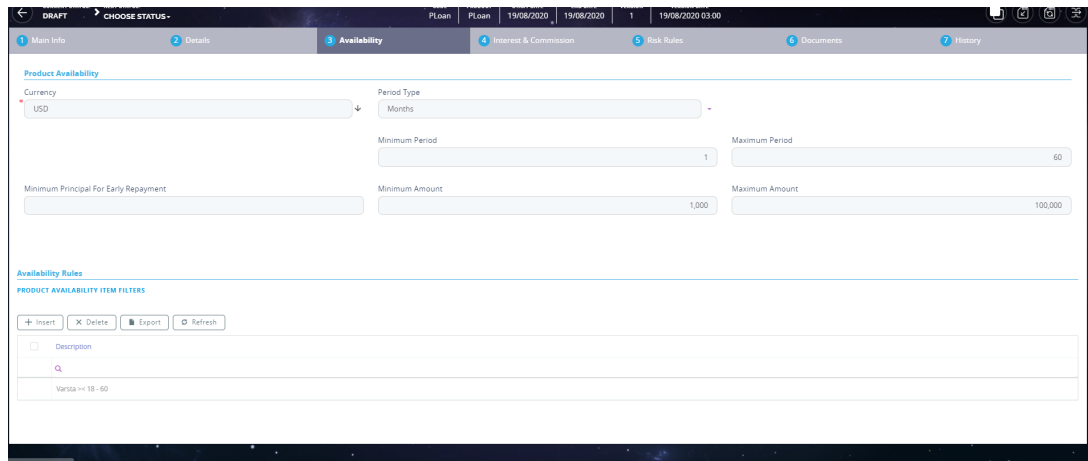 DRAFT > CHOOSE STATUS PLoan PLoan 19/08/2020 19/08/2020 1 19/08/2020 03:00
1 Main Info 2 Details 3 Availability 4 Interest & Commission 5 Risk Rules 6 Documents 7 History
Product Availability
Currency Period Type
* USD Months
Minimum Period Maximum Period
1 60
Minimum Principal For Early Repayment Minimum Amount Maximum Amount
1,000 100,000
Availability Rules
PRODUCT AVAILABILITY ITEM FILTERS
+ Insert × Delete Export Refresh
Description
Varsta >= 18 - 60